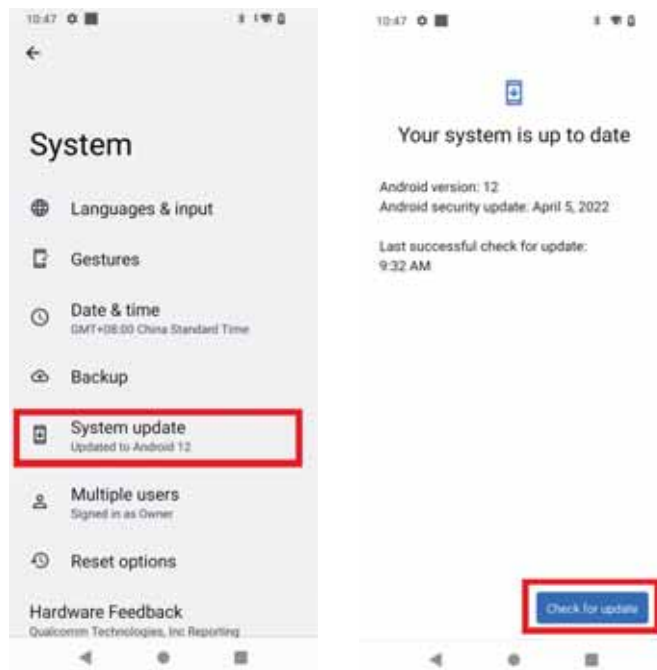 10:47
System
Languages & input
Gestures
Date & time
GMT+08:00 China Standard Time
Backup
System update
Updated to Android 12
Multiple users
Signed in as Owner
Reset options
Hardware Feedback
Qualcomm Technologies, Inc Reporting
10:47
Your system is up to date
Android version: 12
Android security update: April 5, 2022
Last successful check for update:
9:32 AM
Check for update